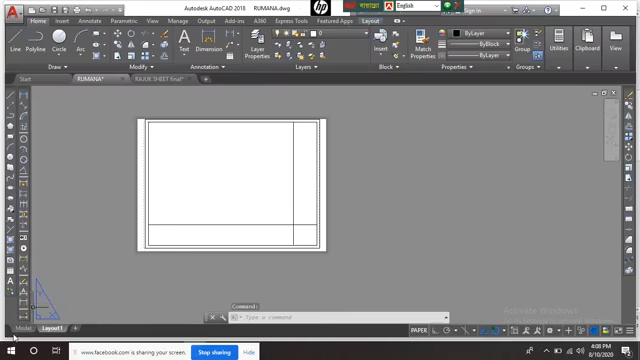 Autodesk AutoCAD 2018 RUMANA.dwg
English
Sign In
Home Insert Annotate Parametric View Manage Output Add-ins A360 Express Tools Featured Apps Layout
Line Polyline Circle Arc
Text Dimension
Layer Properties
Insert
Match Properties
ByLayer
ByBlock
ByLayer
Group
Utilities Clipboard View
Draw Modify Annotation Layers Block Properties Groups
Start RUMANA* RAJUK SHEET final*
Command:
Type a command
Activate Windows
Model Layout1 +
PAPER
www.facebook.com is sharing your screen. Stop sharing Hide
4:08 PM
8/10/2020